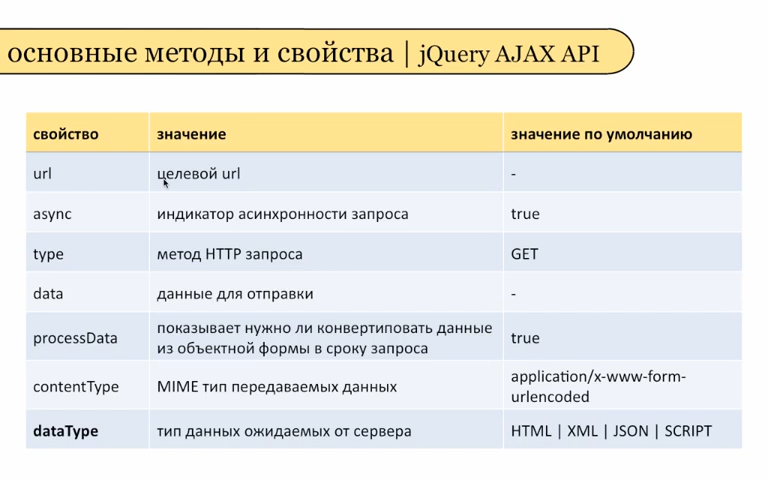 основные методы и свойства | jQuery AJAX API
свойство значение значение по умолчанию
url целевой url -
async индикатор асинхронности запроса true
type метод HTTP запроса GET
data данные для отправки -
processData показывает нужно ли конвертиповать данные
из объектной формы в сроку запроса true
contentType MIME тип передаваемых данных application/x-www-form-
urlencoded
dataType тип данных ожидаемых от сервера HTML | XML | JSON | SCRIPT